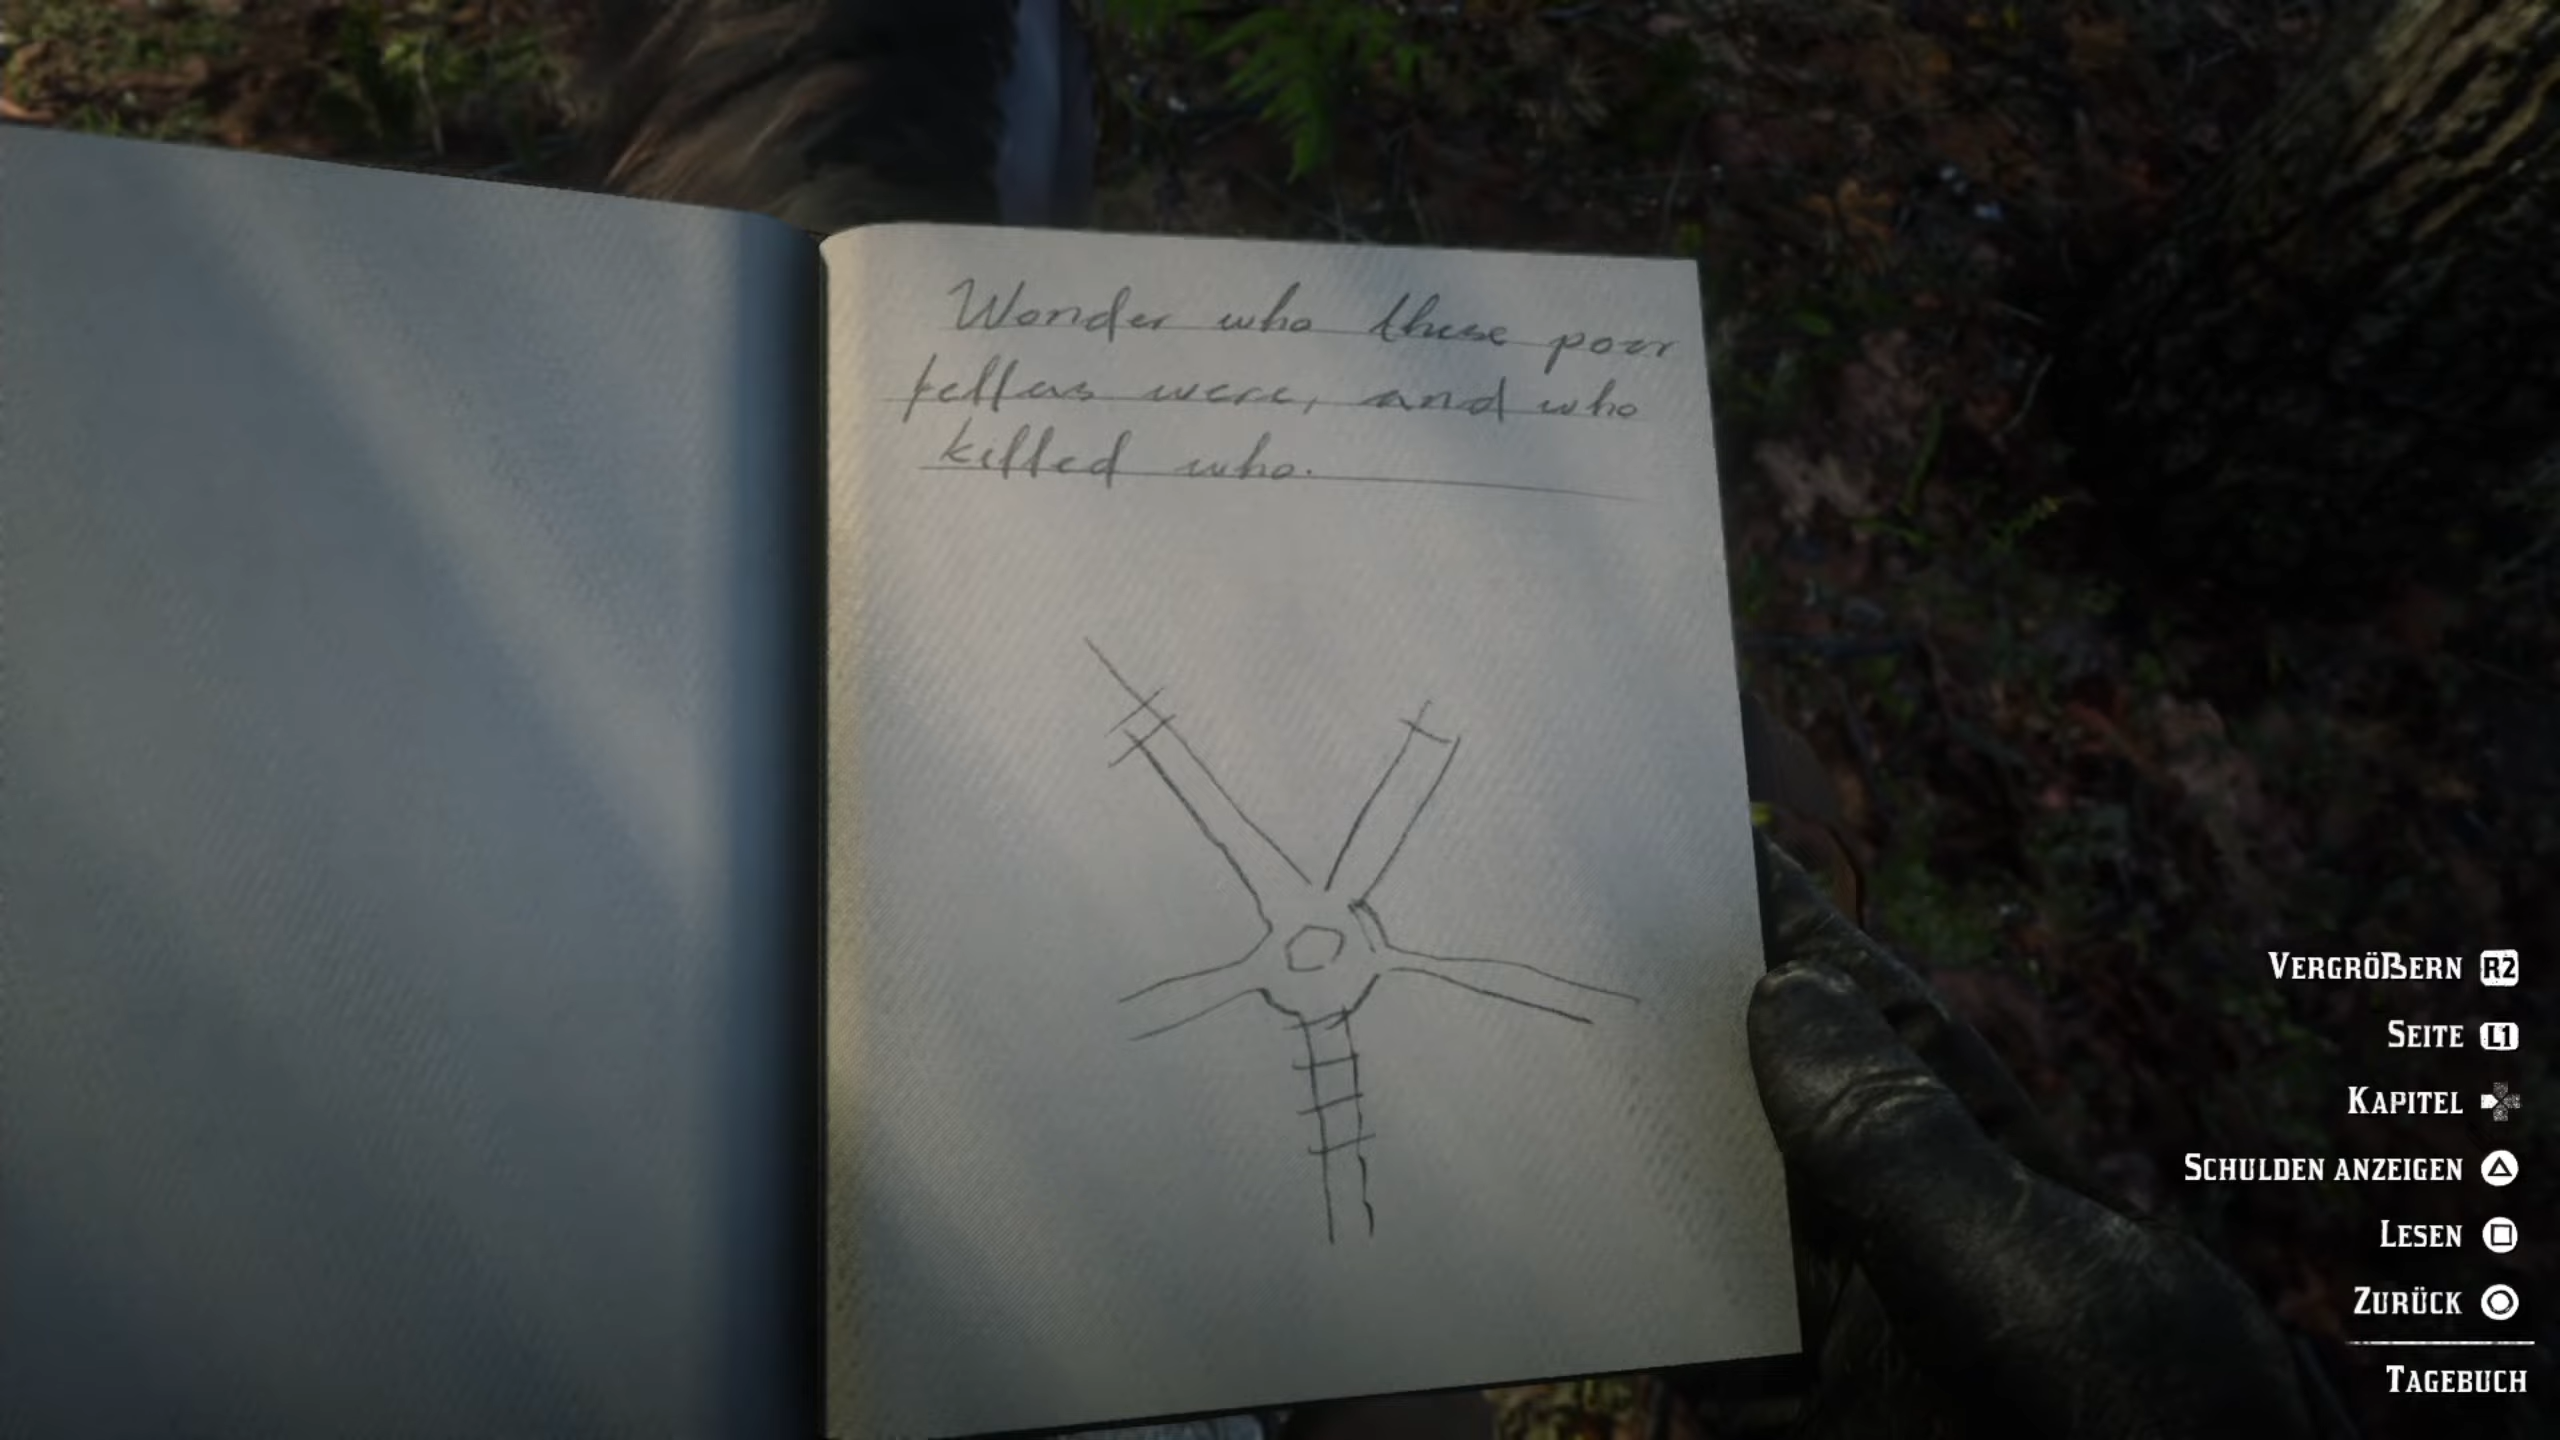 Wonder who these poor
fellas were, and who
killed who.
VERGRÖßERN R2
SEITE L1
KAPITEL
SCHULDEN ANZEIGEN
LESEN
ZURÜCK
TAGEBUCH